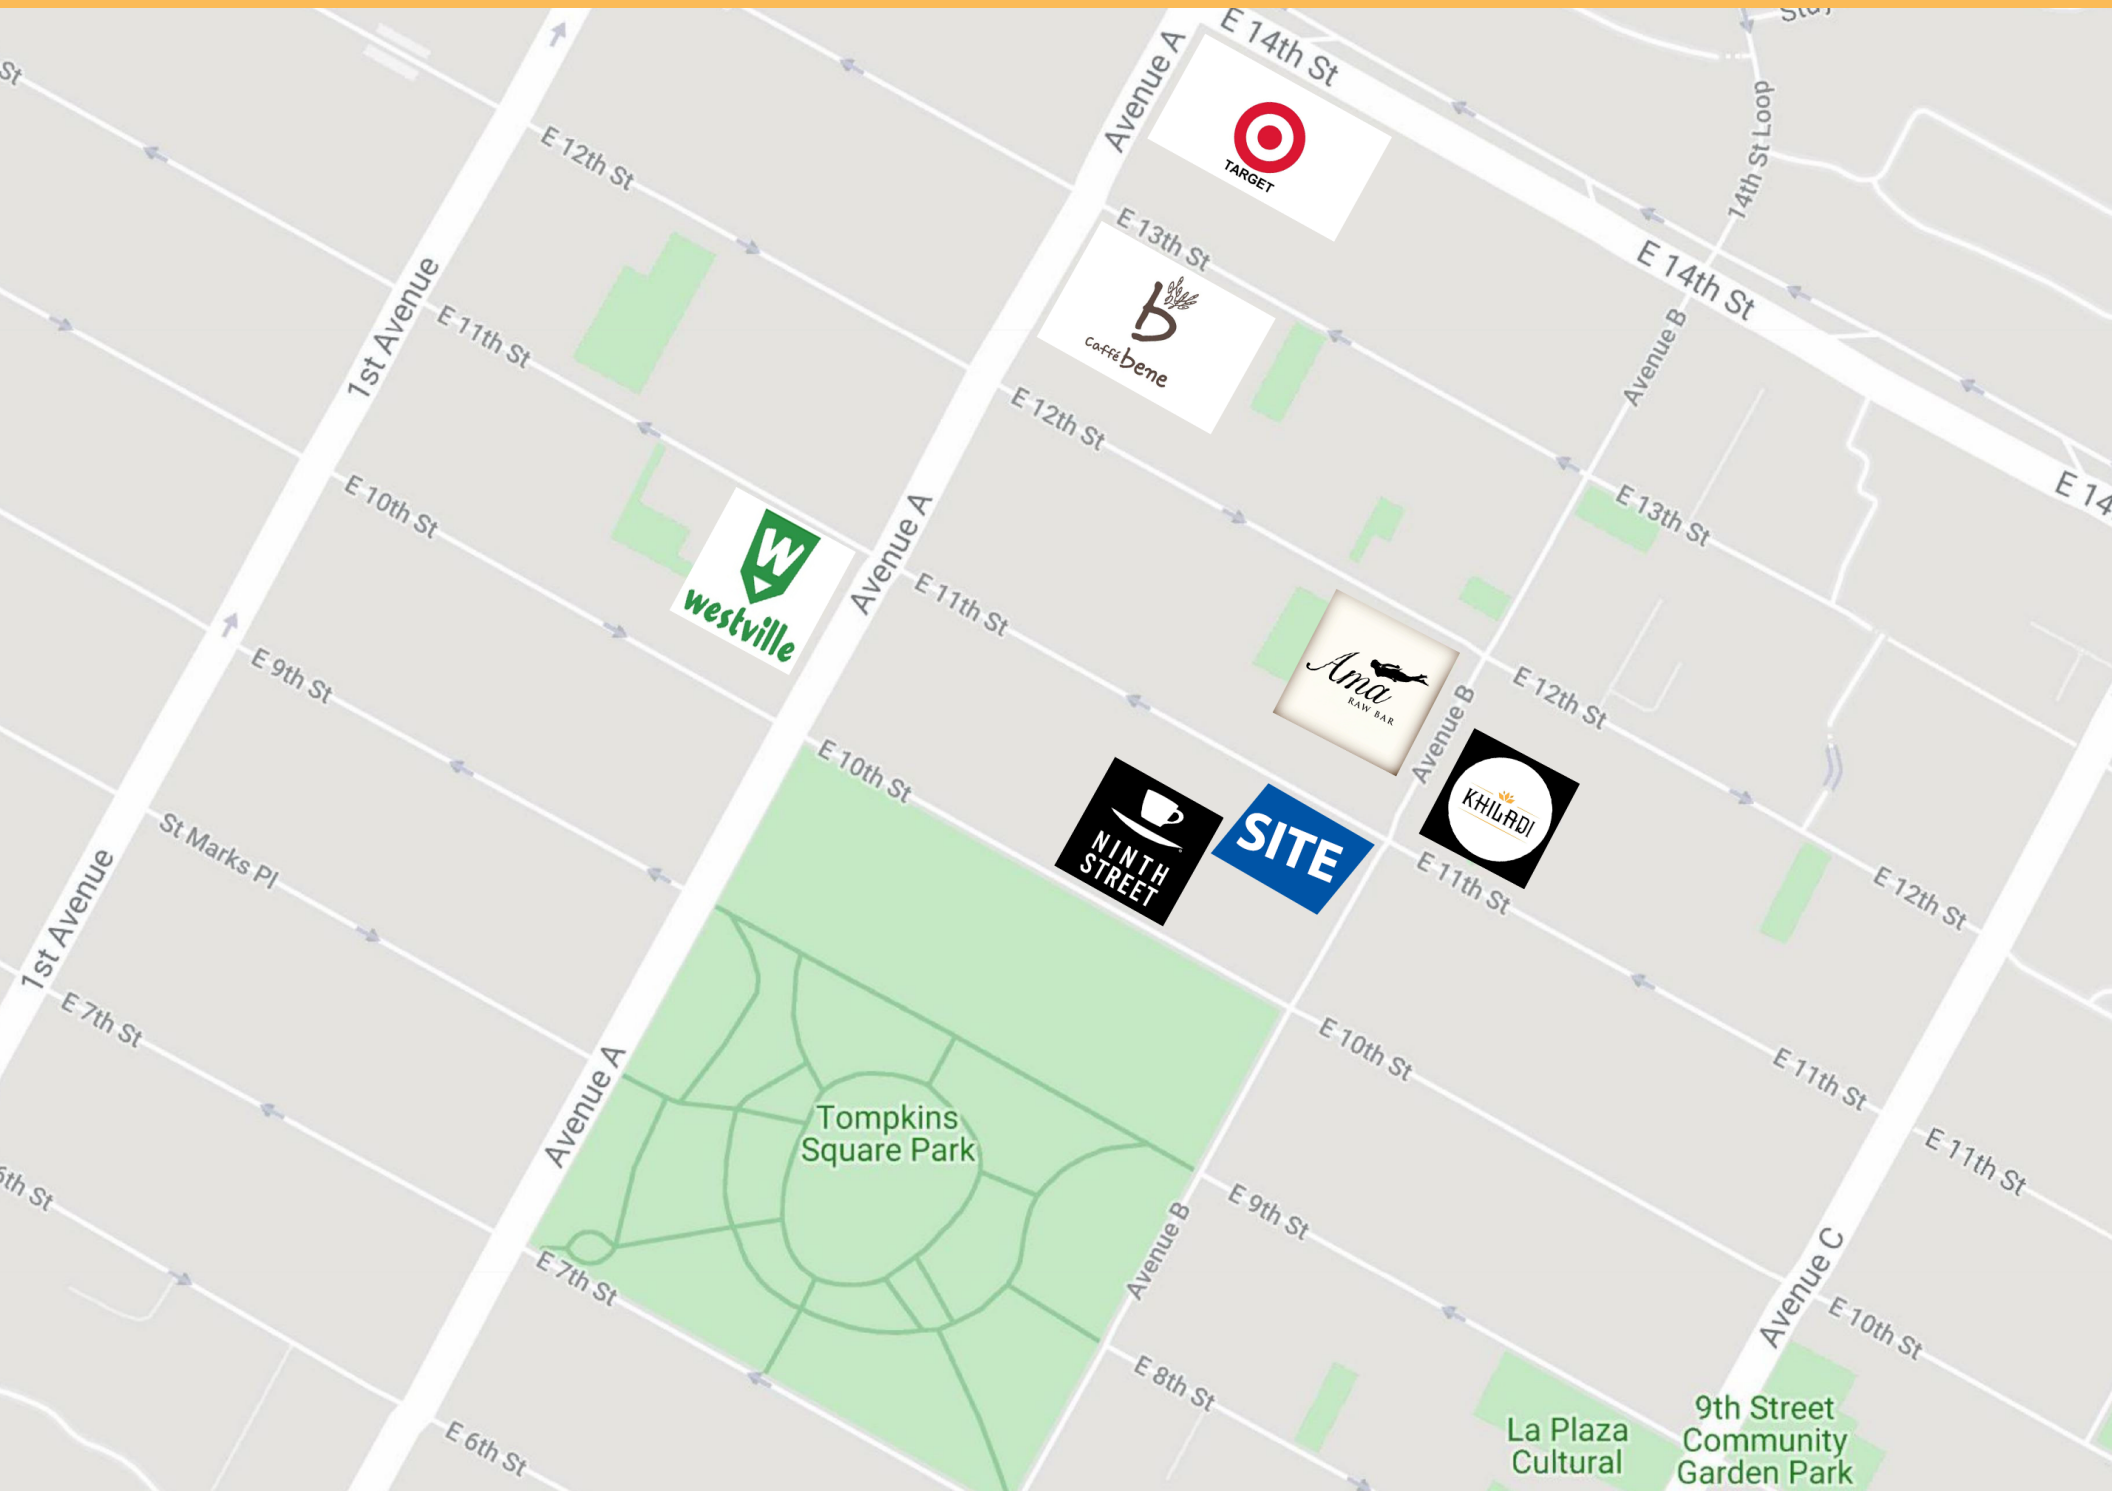 E 14th St
Avenue A
14th St Loop
St
TARGET
E 12th St
E 13th St
E 14th St
1st Avenue
E 11th St
Caffé bene
Avenue B
E 12th St
E 10th St
Avenue A
E 13th St
E 14
W
westville
E 11th St
Ama
RAW BAR
E 9th St
E 12th St
Avenue B
E 10th St
NINTH
STREET
SITE
KHILADI
St Marks Pl
E 11th St
E 12th St
1st Avenue
E 7th St
E 10th St
E 11th St
Avenue A
Tompkins
Square Park
E 11th St
6th St
E 9th St
Avenue B
E 7th St
Avenue C
E 10th St
E 8th St
E 6th St
La Plaza
Cultural
9th Street
Community
Garden Park